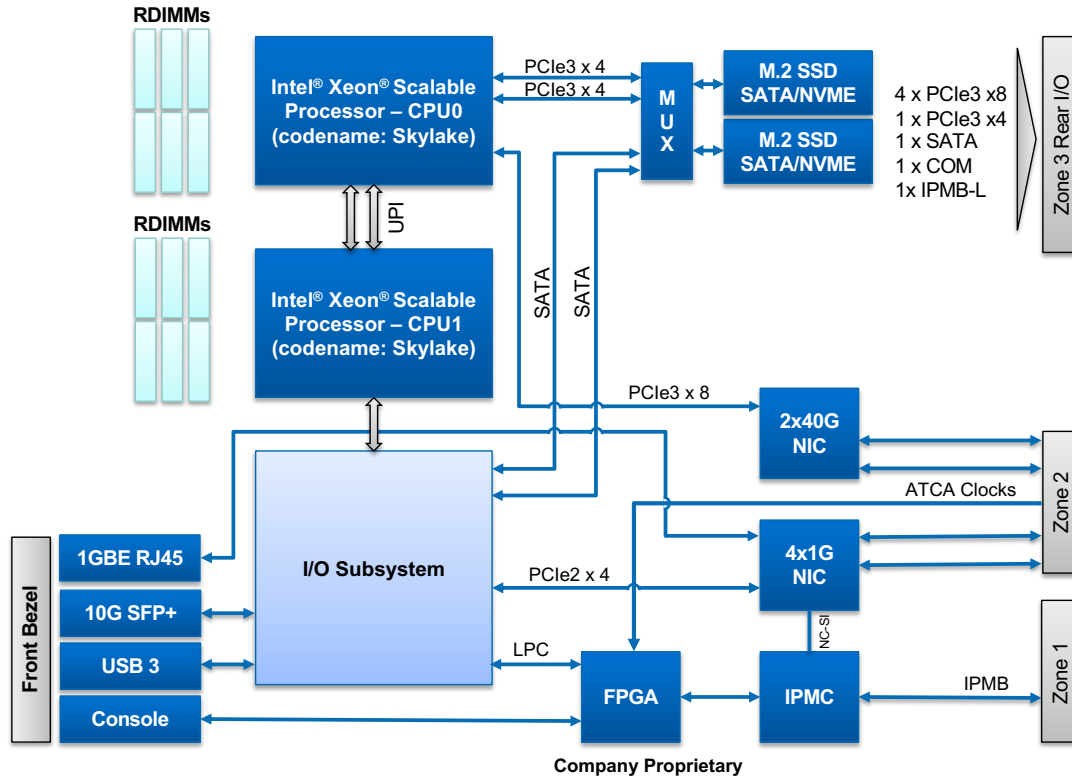 RDIMMs
Intel® Xeon® Scalable
Processor – CPU0
(codename: Skylake)
PCIe3 x 4
PCIe3 x 4
M
U
X
M.2 SSD
SATA/NVME
M.2 SSD
SATA/NVME
4 x PCIe3 x8
1 x PCIe3 x4
1 x SATA
1 x COM
1x IPMB-L
Zone 3 Rear I/O
RDIMMs
UPI
Intel® Xeon® Scalable
Processor – CPU1
(codename: Skylake)
SATA
SATA
PCIe3 x 8
2x40G
NIC
ATCA Clocks
Zone 2
Front Bezel
1GBE RJ45
10G SFP+
USB 3
Console
I/O Subsystem
PCIe2 x 4
4x1G
NIC
NC-SI
LPC
FPGA
IPMC
IPMB
Zone 1
Company Proprietary